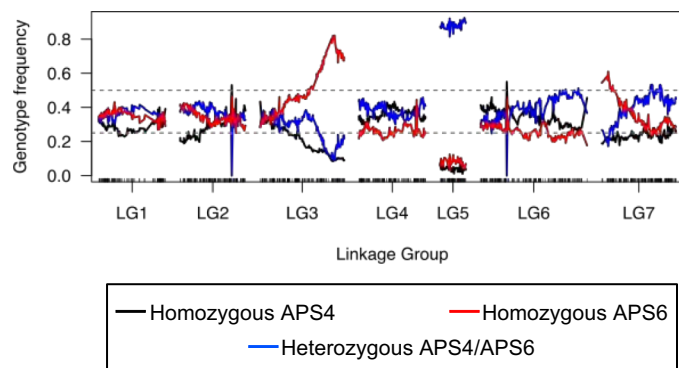 Genotype frequency
0.8
0.6
0.4
0.2
0.0
LG1 LG2 LG3 LG4 LG5 LG6 LG7
Linkage Group
Homozygous APS4 Homozygous APS6
Heterozygous APS4/APS6